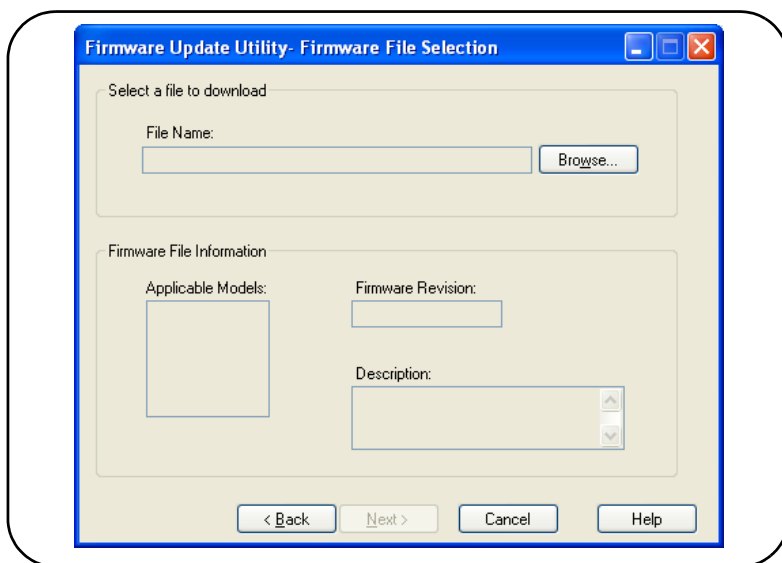 Firmware Update Utility- Firmware File Selection
Select a file to download
File Name:
Browse...
Firmware File Information
Applicable Models:
Firmware Revision:
Description:
< Back
Next >
Cancel
Help